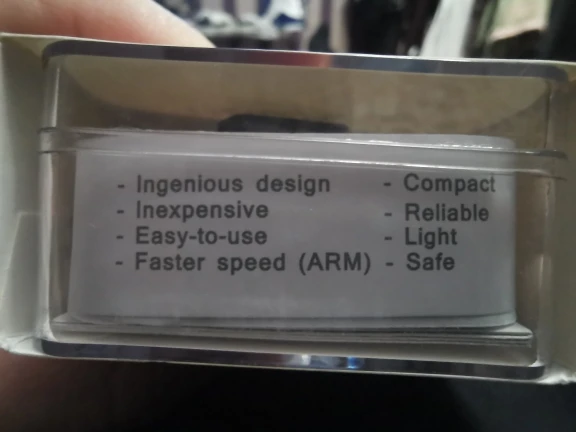 - Ingenious design
- Inexpensive
- Easy-to-use
- Faster speed (ARM)
- Compact
- Reliable
- Light
- Safe